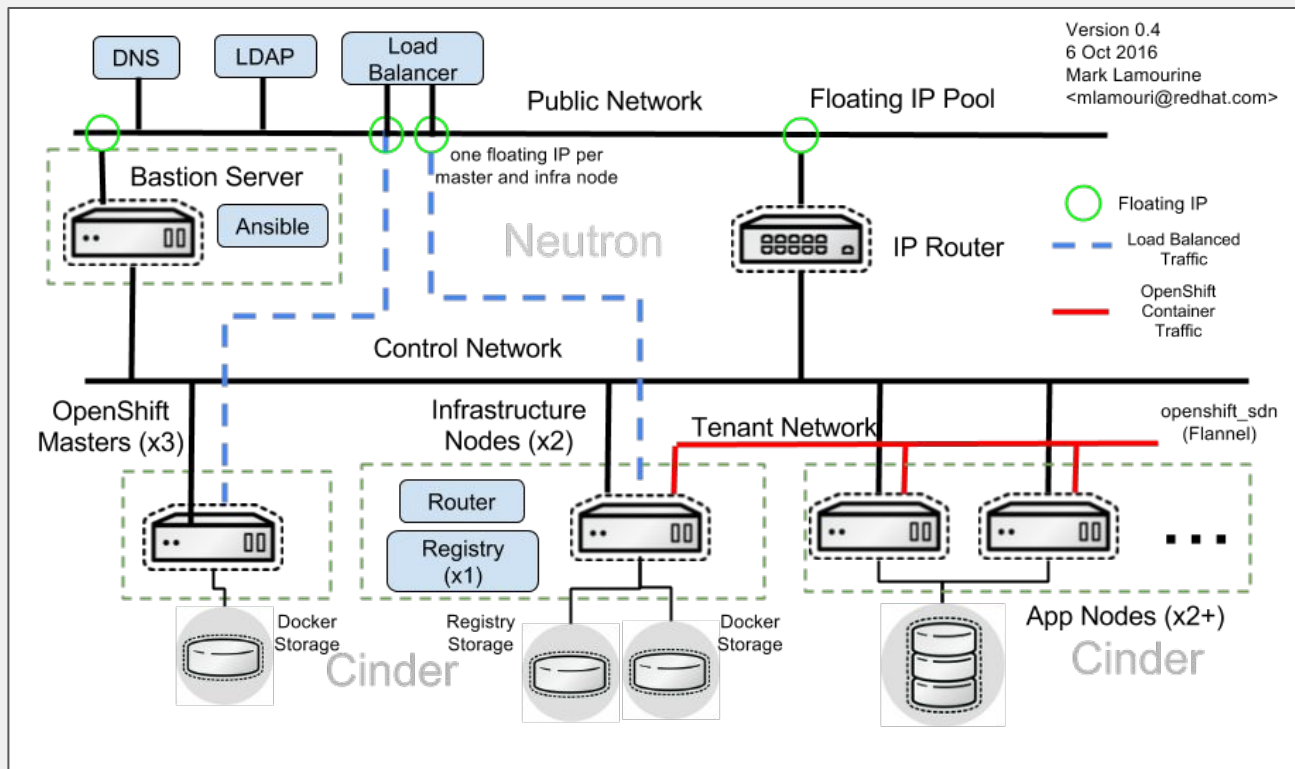 Version 0.4
6 Oct 2016
Mark Lamourine
<mlamouri@redhat.com>
DNS
LDAP
Load
Balancer
Public Network
Floating IP Pool
one floating IP per
master and infra node
Bastion Server
Ansible
Neutron
IP Router
Floating IP
Load Balanced
Traffic
OpenShift
Container
Traffic
Control Network
OpenShift
Masters (x3)
Infrastructure
Nodes (x2)
Tenant Network
openshift_sdn
(Flannel)
Router
Registry
(x1)
Docker
Storage
Cinder
Registry
Storage
Docker
Storage
App Nodes (x2+)
Cinder